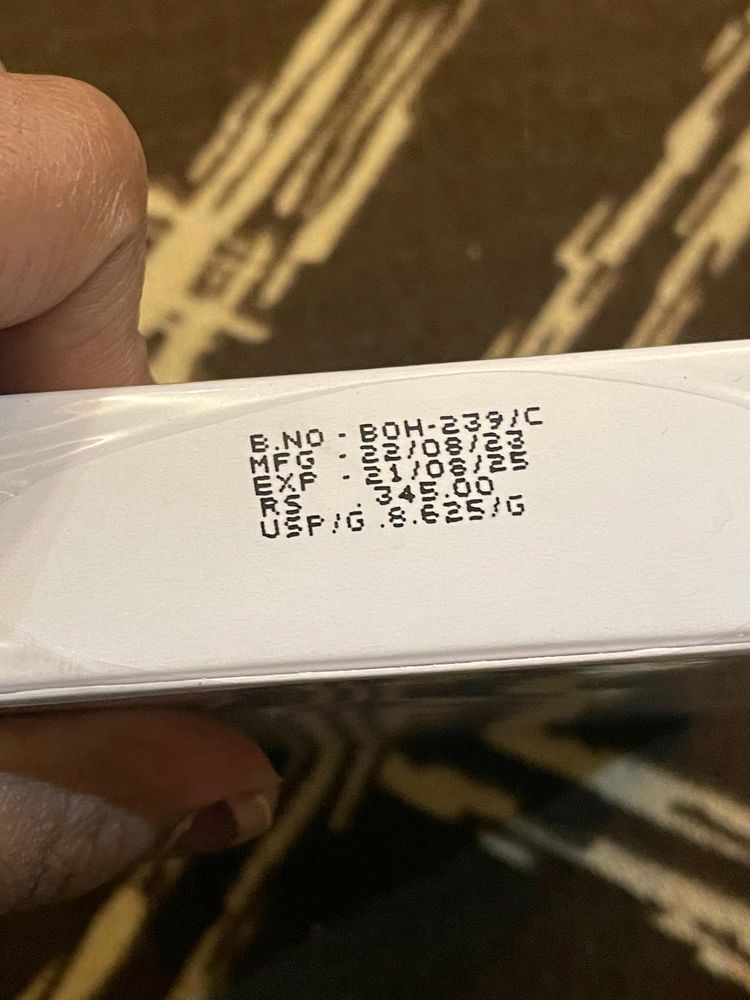 B.NO - BOH-239/C
MFG - 22/08/23
EXP - 21/08/25
RS . 345.00
USP/G .8.625/G